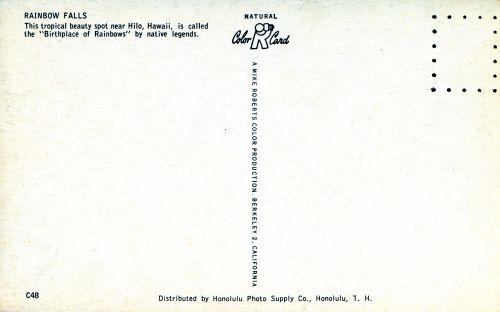 RAINBOW FALLS
This tropical beauty spot near Hilo, Hawaii, is called
the "Birthplace of Rainbows" by native legends.
NATURAL
Color Card
A MIKE ROBERTS COLOR PRODUCTION, BERKELEY 2, CALIFORNIA
C48
Distributed by Honolulu Photo Supply Co., Honolulu, T. H.